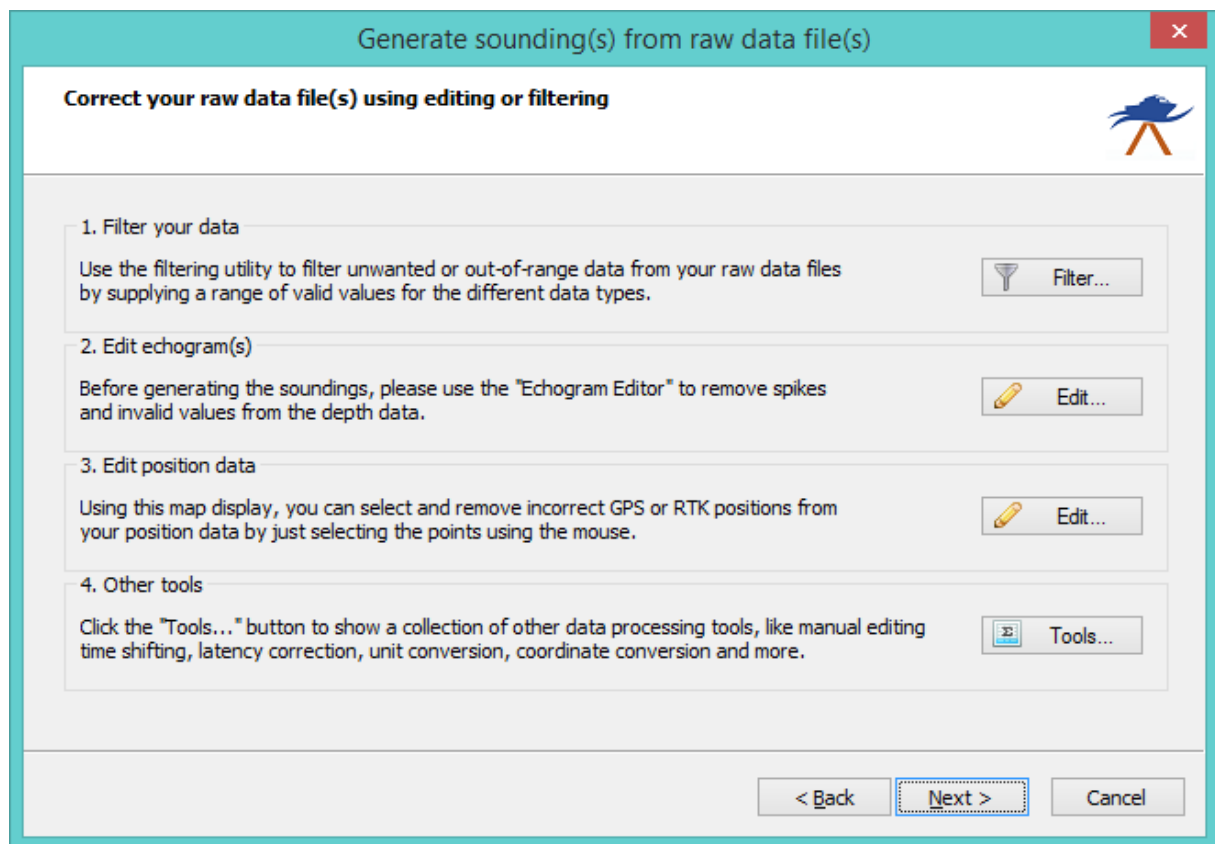 Generate sounding(s) from raw data file(s)
Correct your raw data file(s) using editing or filtering
1. Filter your data
Use the filtering utility to filter unwanted or out-of-range data from your raw data files
by supplying a range of valid values for the different data types.
Filter...
2. Edit echogram(s)
Before generating the soundings, please use the "Echogram Editor" to remove spikes
and invalid values from the depth data.
Edit...
3. Edit position data
Using this map display, you can select and remove incorrect GPS or RTK positions from
your position data by just selecting the points using the mouse.
Edit...
4. Other tools
Click the "Tools..." button to show a collection of other data processing tools, like manual editing
time shifting, latency correction, unit conversion, coordinate conversion and more.
Σ Tools...
< Back Next > Cancel